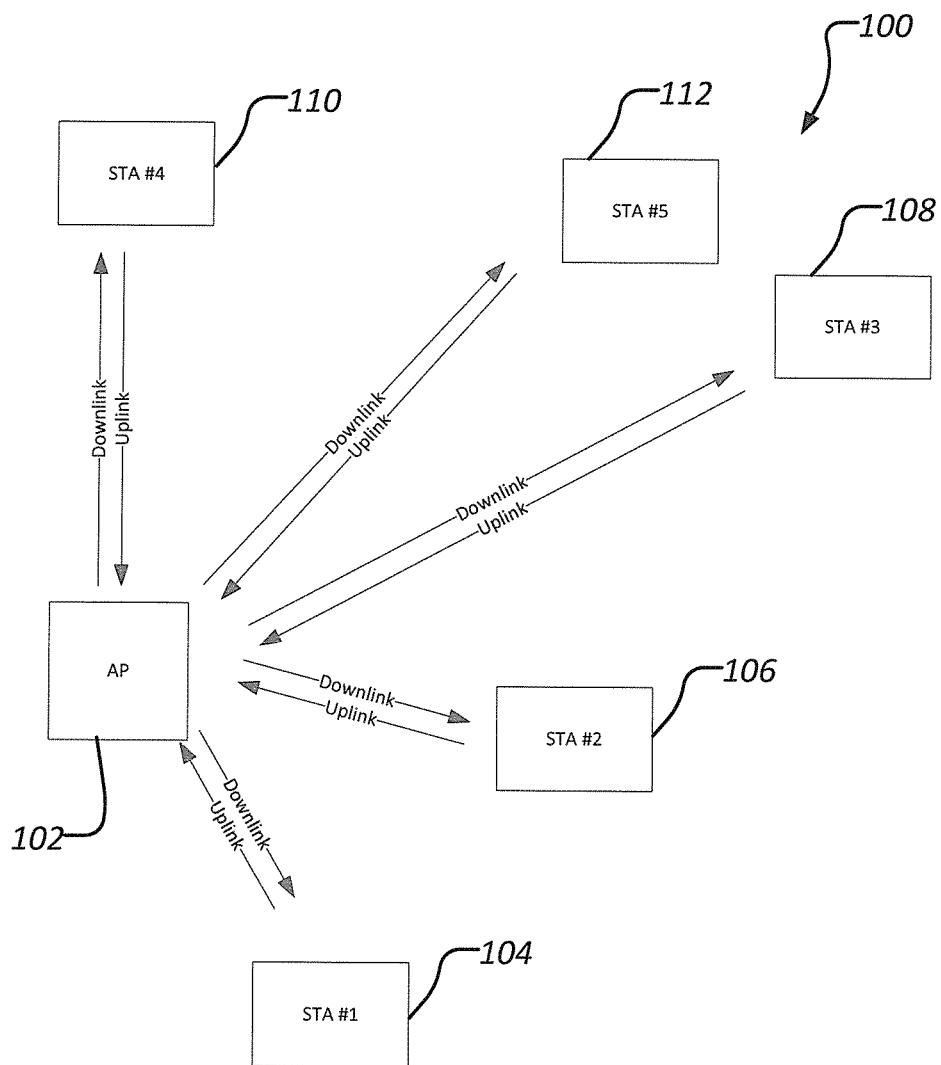 100
110
112
STA #4
STA #5
108
STA #3
Downlink
Uplink
Downlink
Uplink
Downlink
Uplink
AP
Downlink
Uplink
106
STA #2
102
Downlink
Uplink
104
STA #1